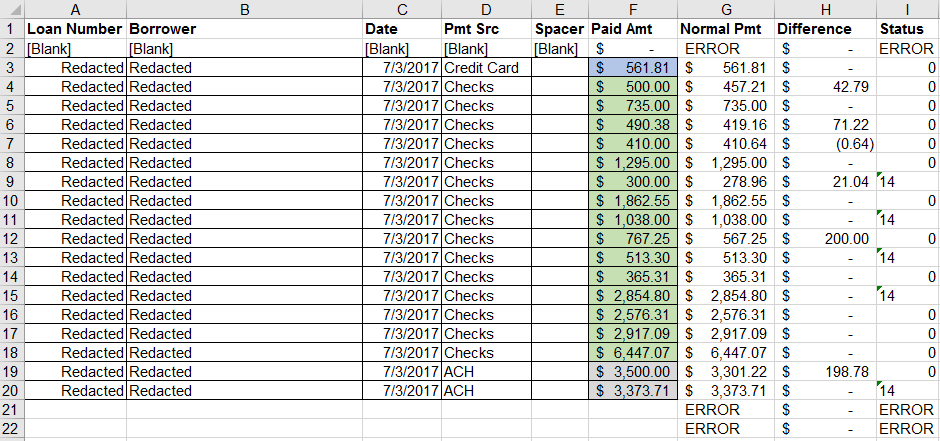 A B C D E F G H I
1 Loan Number Borrower Date Pmt Src Spacer Paid Amt Normal Pmt Difference Status
2 [Blank] [Blank] [Blank] [Blank] [Blank] $ - ERROR $ - ERROR
3 Redacted Redacted 7/3/2017 Credit Card $ 561.81 $ 561.81 $ - 0
4 Redacted Redacted 7/3/2017 Checks $ 500.00 $ 457.21 $ 42.79 0
5 Redacted Redacted 7/3/2017 Checks $ 735.00 $ 735.00 $ - 0
6 Redacted Redacted 7/3/2017 Checks $ 490.38 $ 419.16 $ 71.22 0
7 Redacted Redacted 7/3/2017 Checks $ 410.00 $ 410.64 $ (0.64) 0
8 Redacted Redacted 7/3/2017 Checks $ 1,295.00 $ 1,295.00 $ - 0
9 Redacted Redacted 7/3/2017 Checks $ 300.00 $ 278.96 $ 21.04 14
10 Redacted Redacted 7/3/2017 Checks $ 1,862.55 $ 1,862.55 $ - 0
11 Redacted Redacted 7/3/2017 Checks $ 1,038.00 $ 1,038.00 $ - 14
12 Redacted Redacted 7/3/2017 Checks $ 767.25 $ 567.25 $ 200.00 0
13 Redacted Redacted 7/3/2017 Checks $ 513.30 $ 513.30 $ - 14
14 Redacted Redacted 7/3/2017 Checks $ 365.31 $ 365.31 $ - 0
15 Redacted Redacted 7/3/2017 Checks $ 2,854.80 $ 2,854.80 $ - 14
16 Redacted Redacted 7/3/2017 Checks $ 2,576.31 $ 2,576.31 $ - 0
17 Redacted Redacted 7/3/2017 Checks $ 2,917.09 $ 2,917.09 $ - 0
18 Redacted Redacted 7/3/2017 Checks $ 6,447.07 $ 6,447.07 $ - 0
19 Redacted Redacted 7/3/2017 ACH $ 3,500.00 $ 3,301.22 $ 198.78 0
20 Redacted Redacted 7/3/2017 ACH $ 3,373.71 $ 3,373.71 $ - 14
21 ERROR $ - ERROR
22 ERROR $ - ERROR